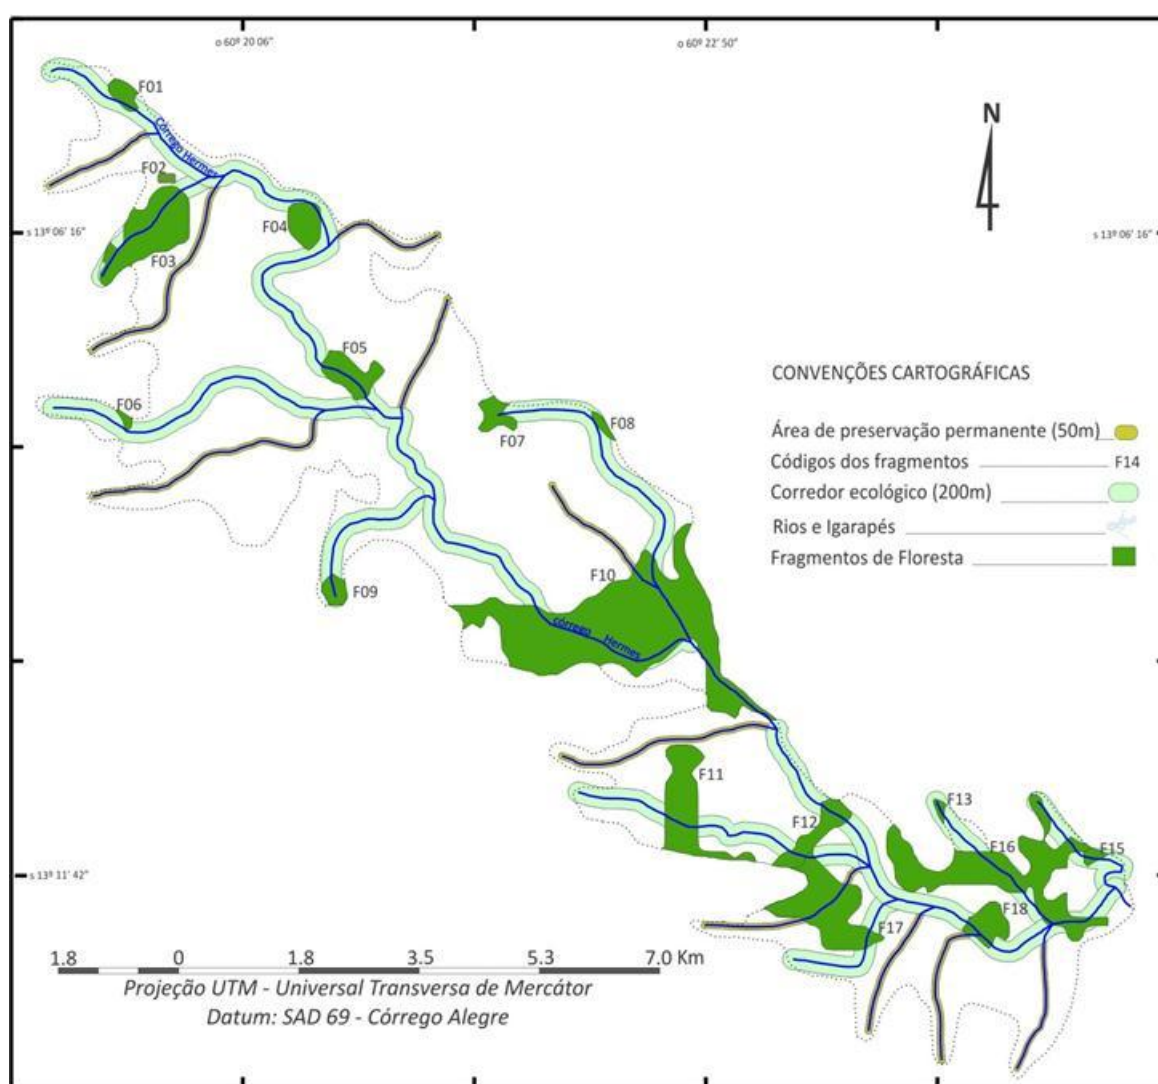 o 60º 20 06"
o 60º 22' 50"
F01
N
Córrego Hermes
F02
F04
s 13º 06' 16"
s 13º 06' 16"
F03
F05
CONVENÇÕES CARTOGRÁFICAS
F06
F07
F08
Área de preservação permanente (50m)
Códigos dos fragmentos F14
Corredor ecológico (200m)
Rios e Igarapés
Fragmentos de Floresta
F10
F09
córrego Hermes
F11
F13
F12
F16
F15
s 13º 11' 42"
F18
F17
1.8 0 1.8 3.5 5.3 7.0 Km
Projeção UTM - Universal Transversa de Mercátor
Datum: SAD 69 - Córrego Alegre